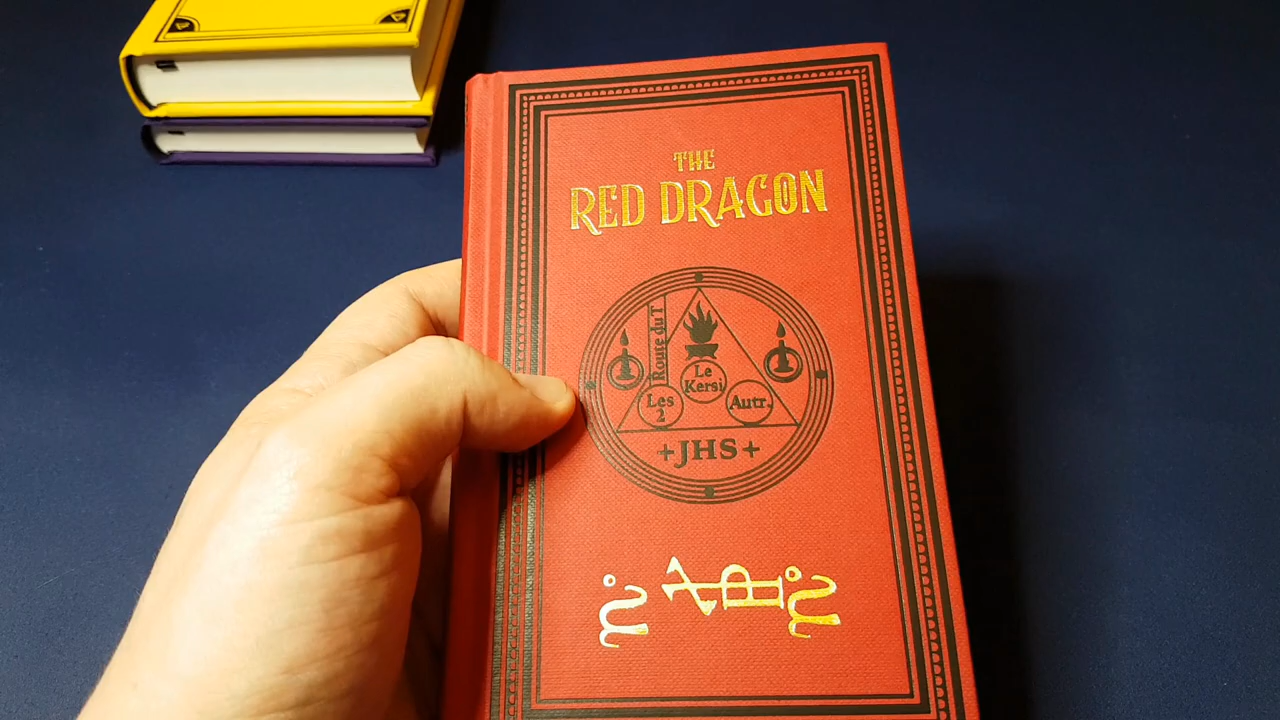 THE
RED DRAGON
Route du T
Le
Kersi
Les
2
Autr.
+JHS+